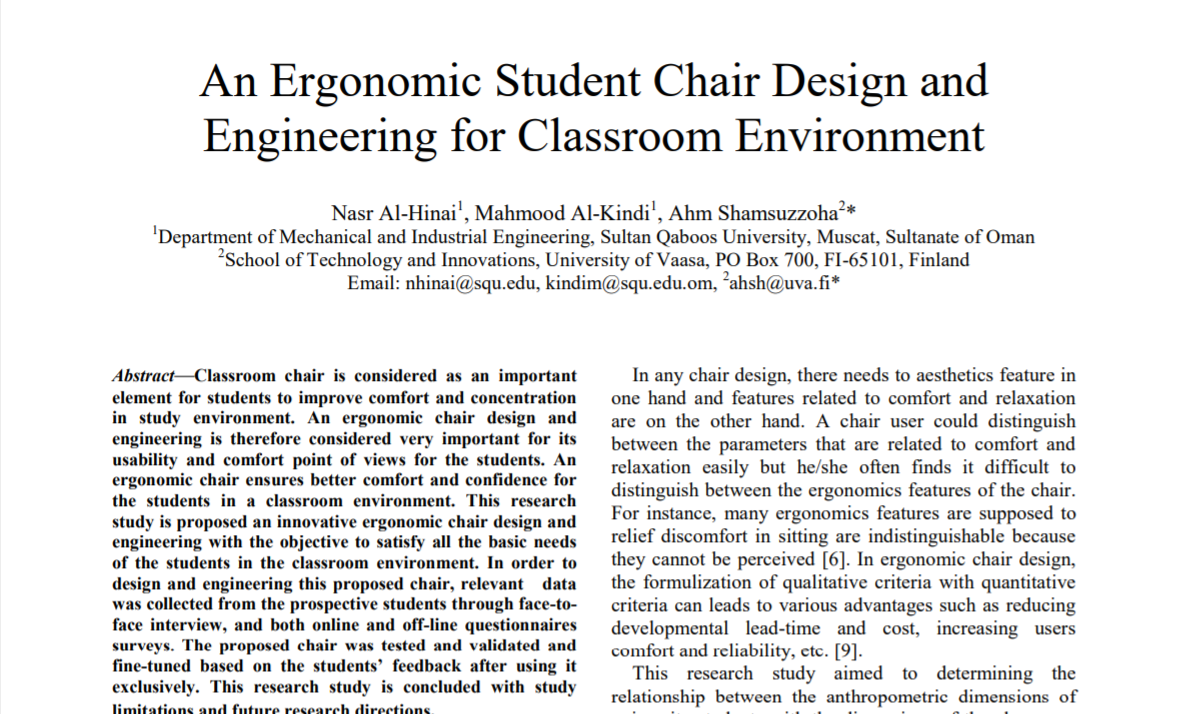 An Ergonomic Student Chair Design and
Engineering for Classroom Environment
Nasr Al-Hinai1, Mahmood Al-Kindi1, Ahm Shamsuzzoha2*
1Department of Mechanical and Industrial Engineering, Sultan Qaboos University, Muscat, Sultanate of Oman
2School of Technology and Innovations, University of Vaasa, PO Box 700, FI-65101, Finland
Email: nhinai@squ.edu, kindim@squ.edu.om, 2ahsh@uva.fi*
Abstract—Classroom chair is considered as an important
element for students to improve comfort and concentration
in study environment. An ergonomic chair design and
engineering is therefore considered very important for its
usability and comfort point of views for the students. An
ergonomic chair ensures better comfort and confidence for
the students in a classroom environment. This research
study is proposed an innovative ergonomic chair design and
engineering with the objective to satisfy all the basic needs
of the students in the classroom environment. In order to
design and engineering this proposed chair, relevant data
was collected from the prospective students through face-to-
face interview, and both online and off-line questionnaires
surveys. The proposed chair was tested and validated and
fine-tuned based on the students' feedback after using it
exclusively. This research study is concluded with study
limitations and future research directions.
In any chair design, there needs to aesthetics feature in
one hand and features related to comfort and relaxation
are on the other hand. A chair user could distinguish
between the parameters that are related to comfort and
relaxation easily but he/she often finds it difficult to
distinguish between the ergonomics features of the chair.
For instance, many ergonomics features are supposed to
relief discomfort in sitting are indistinguishable because
they cannot be perceived [6]. In ergonomic chair design,
the formulization of qualitative criteria with quantitative
criteria can leads to various advantages such as reducing
developmental lead-time and cost, increasing users
comfort and reliability, etc. [9].
This research study aimed to determining the
relationship between the anthropometric dimensions of